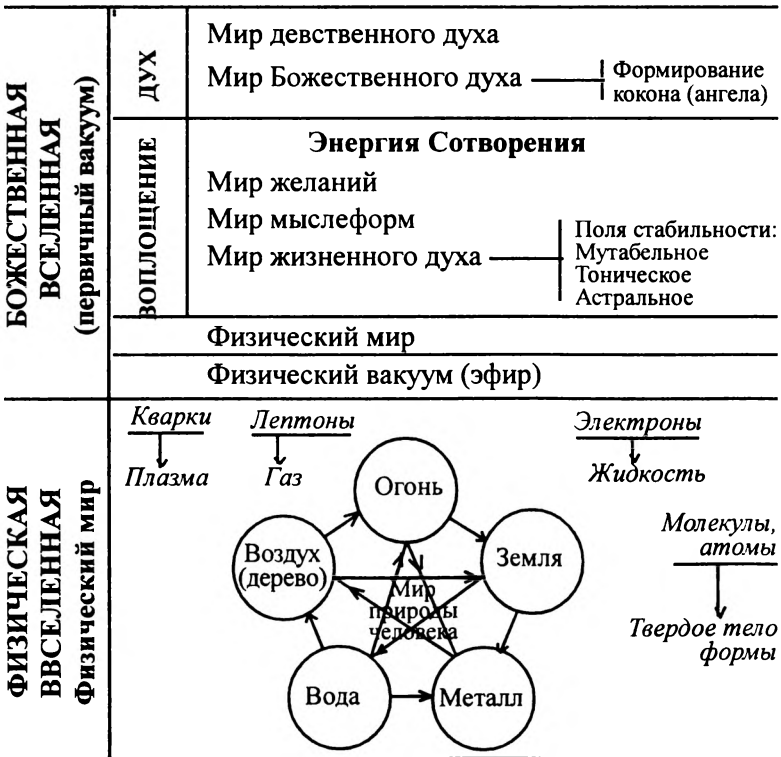 БОЖЕСТВЕННАЯ
ВСЕЛЕННАЯ
(первичный вакуум)
ДУХ
Мир девственного духа
Мир Божественного духа
Формирование
кокона (ангела)
ВОПЛОЩЕНИЕ
Энергия Сотворения
Мир желаний
Мир мыслеформ
Мир жизненного духа
Поля стабильности:
Мутабельное
Тоническое
Астральное
Физический мир
Физический вакуум (эфир)
ФИЗИЧЕСКАЯ
ВВСЕЛЕННАЯ
Физический мир
Кварки
Плазма
Лептоны
Газ
Электроны
Жидкость
Молекулы,
атомы
Твердое тело
формы
Огонь
Воздух
(дерево)
Земля
Мир
природы
человека
Вода
Металл